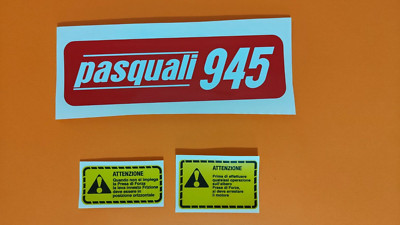 pasquali 945
ATTENZIONE
Quando non si impiega
la Presa di Forza
la leva innesto Frizione
deve essere in
posizione orizzontale
ATTENZIONE
Prima di effettuare
qualsiasi operazione
sull'albero
Presa di Forza,
si deve arrestare
il motore